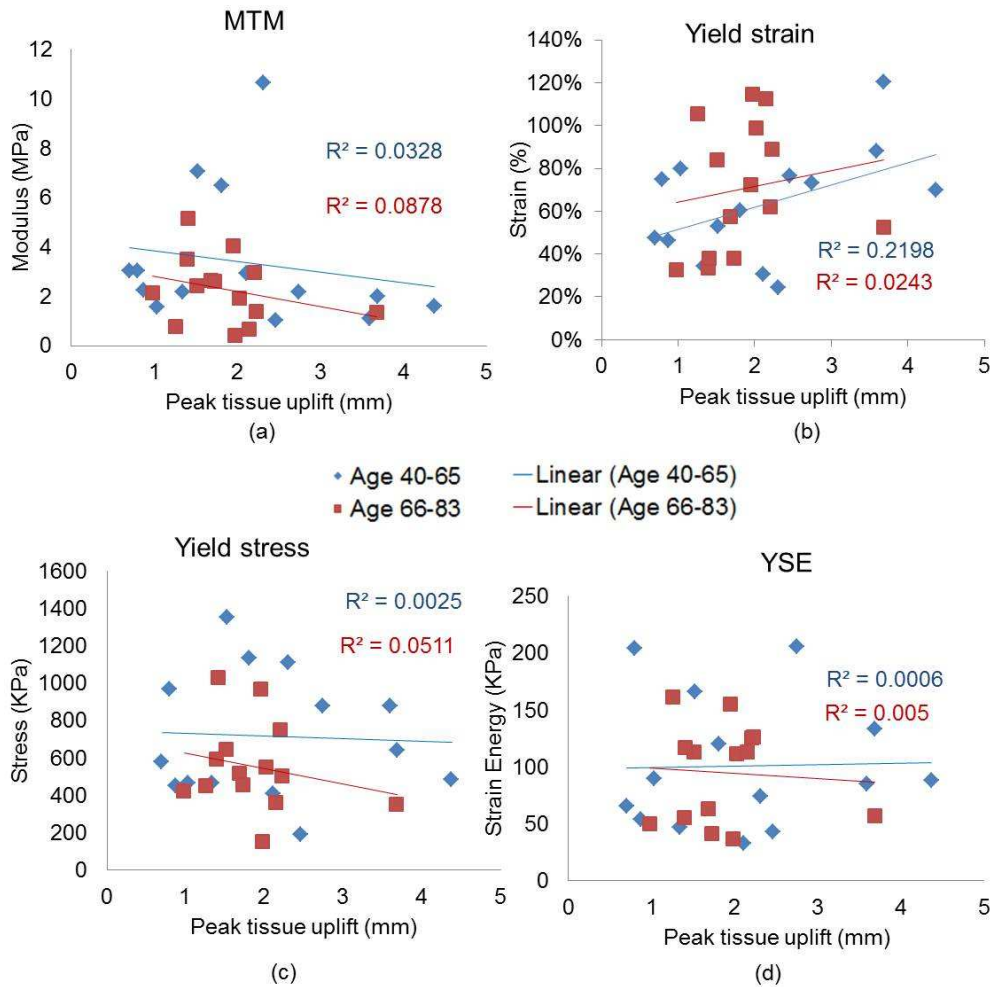 MTM
12
10
8
6
4
2
0
Modulus (MPa)
R² = 0.0328
R² = 0.0878
0 1 2 3 4 5
Peak tissue uplift (mm)
(a)
Yield strain
140%
120%
100%
80%
60%
40%
20%
0%
Strain (%)
R² = 0.2198
R² = 0.0243
0 1 2 3 4 5
Peak tissue uplift (mm)
(b)
Age 40-65
Linear (Age 40-65)
Age 66-83
Linear (Age 66-83)
Yield stress
1600
1400
1200
1000
800
600
400
200
0
Stress (KPa)
R² = 0.0025
R² = 0.0511
0 1 2 3 4 5
Peak tissue uplift (mm)
(c)
YSE
250
200
150
100
50
0
Strain Energy (KPa)
R² = 0.0006
R² = 0.005
0 1 2 3 4 5
Peak tissue uplift (mm)
(d)